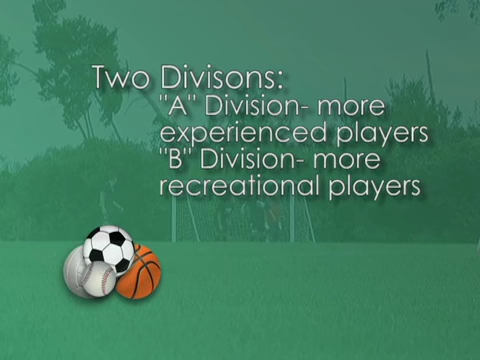 Two Divisons:
"A" Division- more
experienced players
"B" Division- more
recreational players